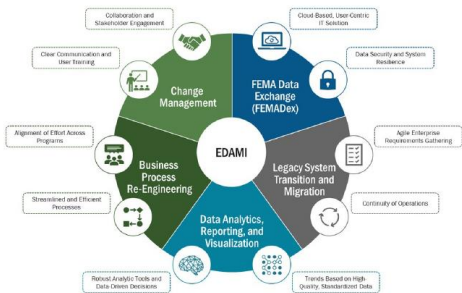 Collaboration and
Stakeholder Engagement
Cloud-Based, User-Centric
IT Solution
Clear Communication and
User Training
Data Security and System
Resilience
Change
Management
FEMA Data
Exchange
(FEMADex)
Alignment of Effort Across
Programs
Agile Enterprise
Requirements Gathering
EDAMI
Business
Process
Re-Engineering
Legacy System
Transition and
Migration
Streamlined and Efficient
Processes
Continuity of Operations
Data Analytics,
Reporting, and
Visualization
Robust Analytic Tools and
Data Driven Decisions
Trends Based on High-
Quality, Standardized Data